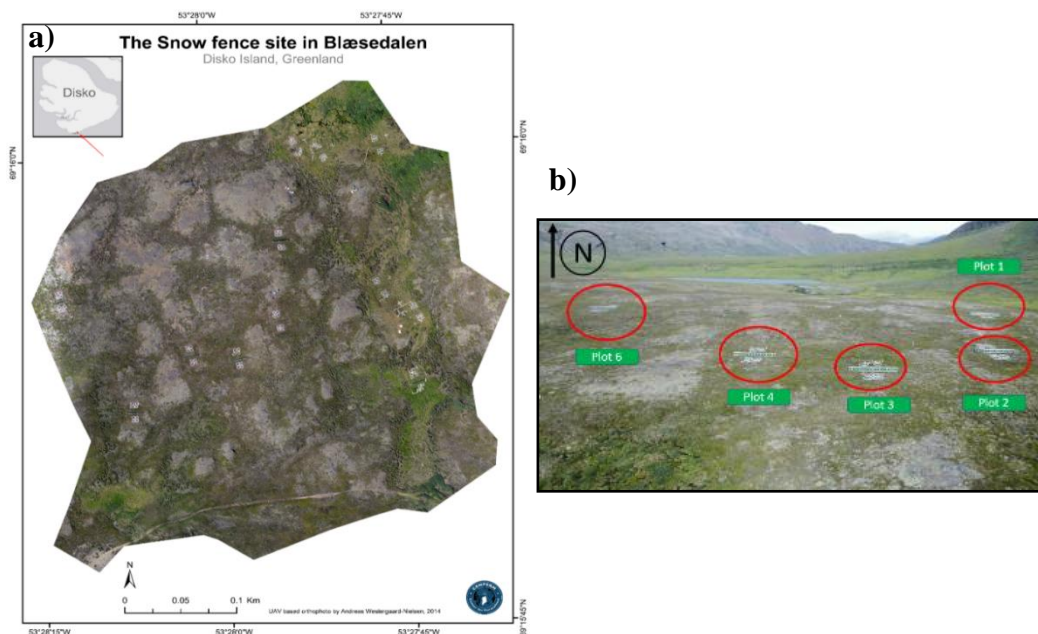 53°28'0"W
53°27'45"W
a)
The Snow fence site in Blæsedalen
Disko Island, Greenland
Disko
69°16'0"N
69°16'0"N
N
0 0.05 0.1 Km
UAV based orthophoto by Andreas Westergaard-Nielsen, 2014
69°15'45"N
53°28'15"W
53°28'0"W
53°27'45"W
b)
N
Plot 1
Plot 6
Plot 4
Plot 3
Plot 2